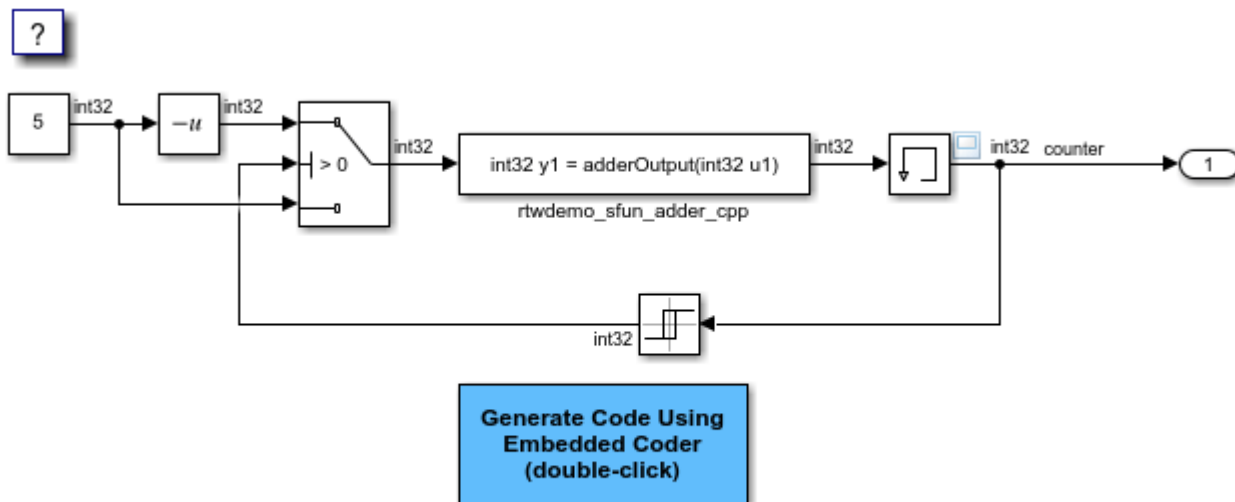 ?
5
int32
−u
int32
> 0
int32
int32 y1 = adderOutput(int32 u1)
rtwdemo_sfun_adder_cpp
int32
int32 counter
1
int32
Generate Code Using
Embedded Coder
(double-click)